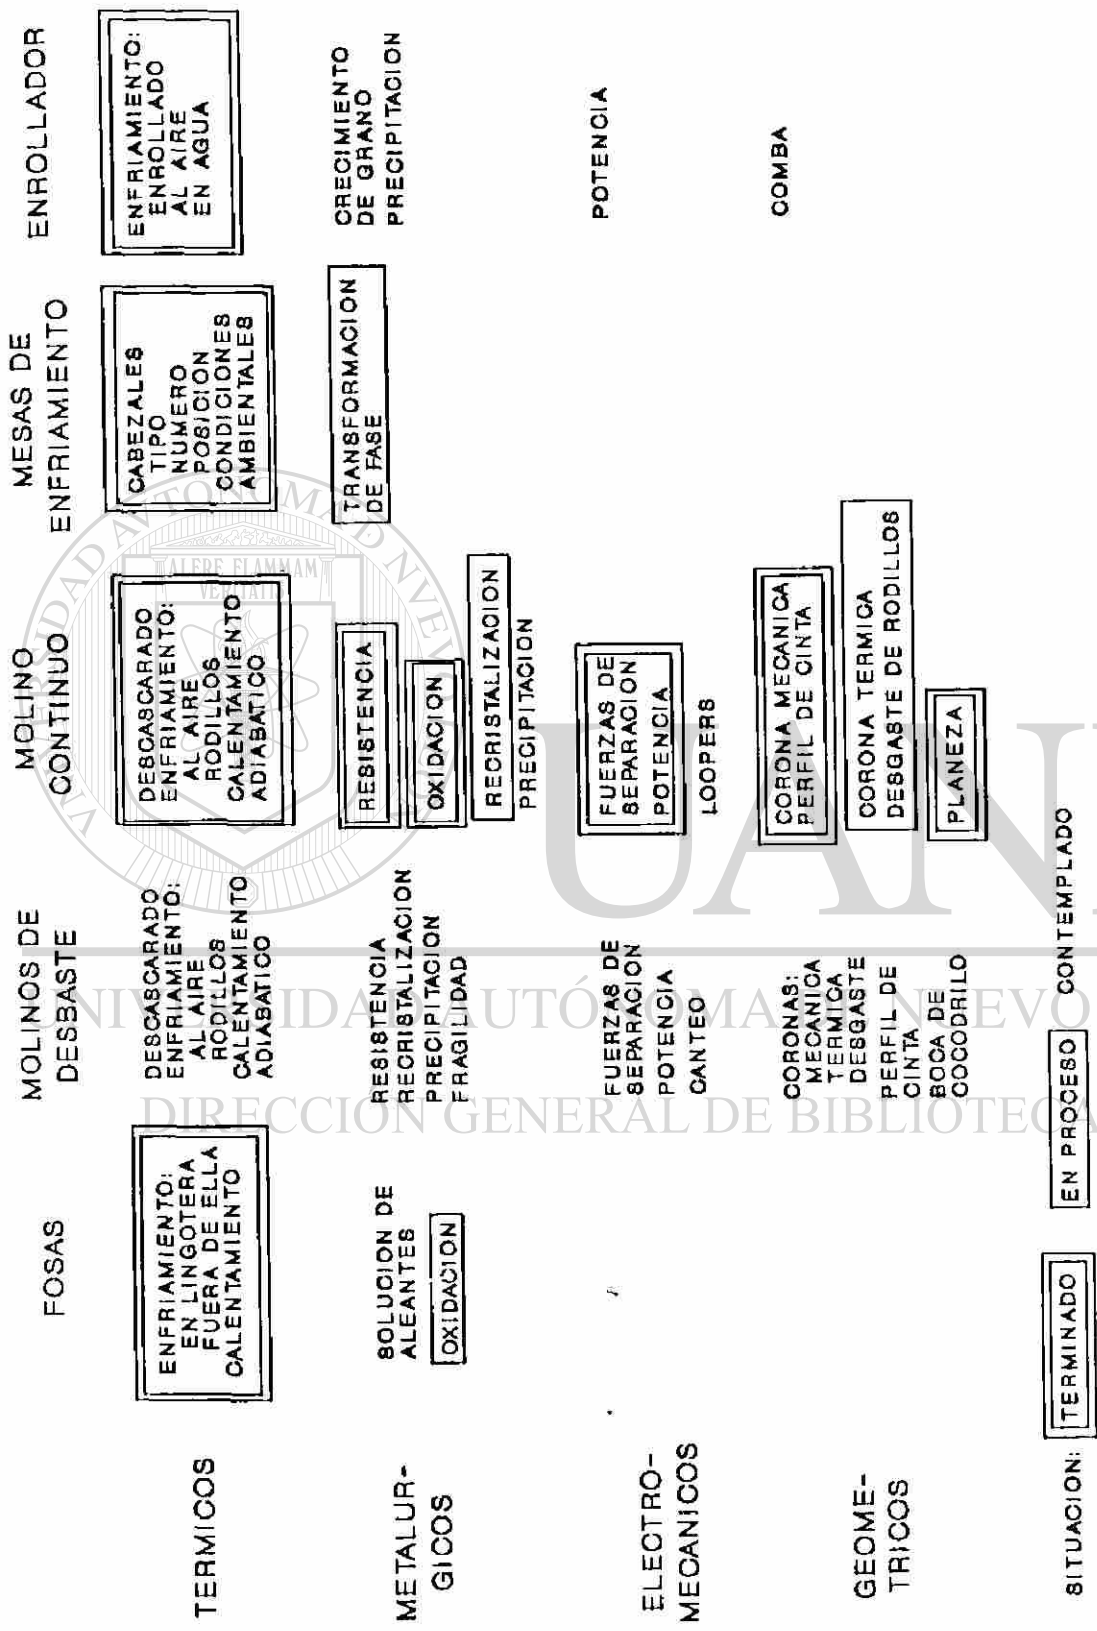 FOSAS
MOLINOS DE
DESBASTE
MOLINO
CONTINUO
MESAS DE
ENFRIAMIENTO
ENROLLADOR
TERMICOS
ENFRIAMIENTO:
EN LINGOTERA
FUERA DE ELLA
CALENTAMIENTO
DESCASCARADO
ENFRIAMIENTO:
AL AIRE
RODILLOS
CALENTAMIENTO
ADIABATICO
DESCASCARADO
ENFRIAMIENTO:
AL AIRE
RODILLOS
CALENTAMIENTO
ADIABATICO
CABEZALES
TIPO
NUMERO
POSICION
CONDICIONES
AMBIENTALES
ENFRIAMIENTO:
ENROLLADO
AL AIRE
EN AGUA
METALUR-
GICOS
SOLUCION DE
ALEANTES
OXIDACION
RESISTENCIA
RECRISTALIZACION
PRECIPITACION
FRAGILIDAD
RESISTENCIA
OXIDACION
RECRISTALIZACION
PRECIPITACION
TRANSFORMACION
DE FASE
CRECIMIENTO
DE GRANO
PRECIPITACION
ELECTRO-
MECANICOS
FUERZAS DE
SEPARACION
POTENCIA
CANTEO
FUERZAS DE
SEPARACION
POTENCIA
LOOPERS
POTENCIA
GEOME-
TRICOS
CORONAS:
MECANICA
TERMICA
DESGASTE
PERFIL DE
CINTA
BOCA DE
COCODRILO
CORONA MECANICA
PERFIL DE CINTA
CORONA TERMICA
DESGASTE DE RODILLOS
PLANEZA
COMBA
SITUACION:
TERMINADO
EN PROCESO
CONTEMPLADO
ALERE FLAMMAM
VERITATIS
UAN
UNIVERSIDAD AUTÓNOMA DE NUEVO
DIRECCIÓN GENERAL DE BIBLIOTECA